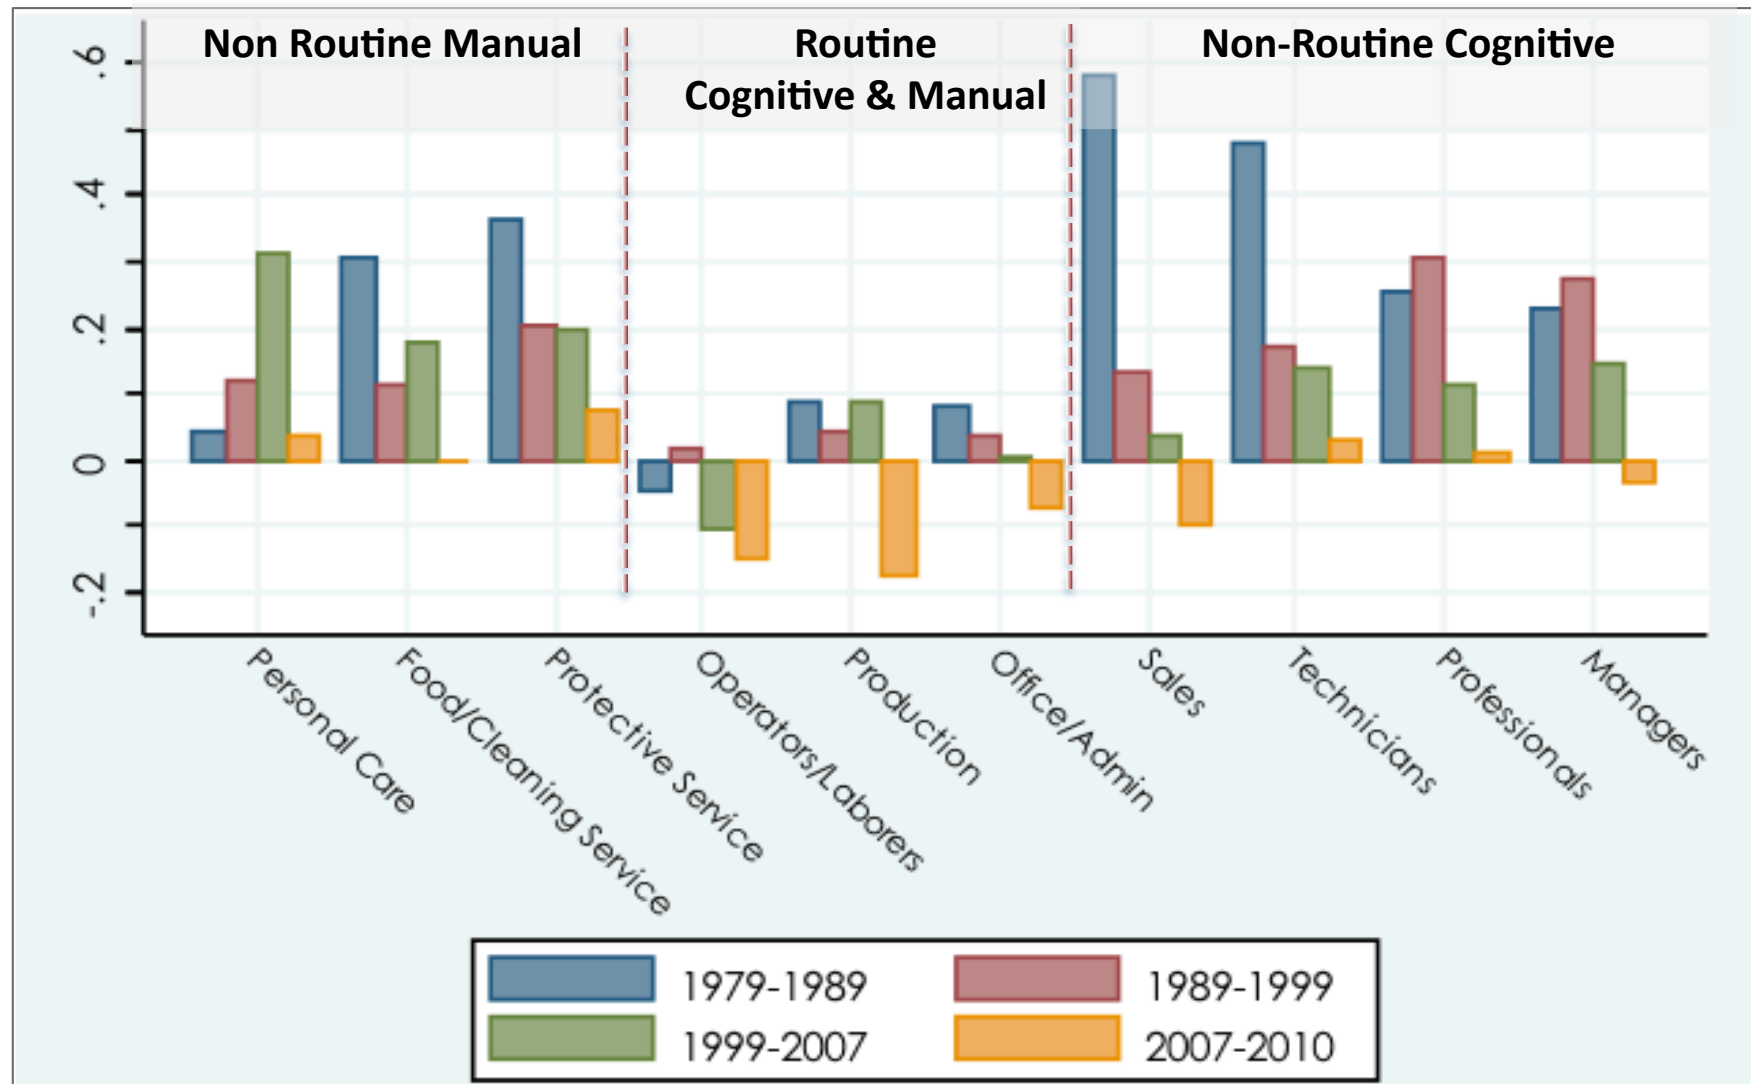 Non Routine Manual
Routine
Cognitive & Manual
Non-Routine Cognitive
.6
.4
.2
0
-.2
Personal Care
Food/Cleaning Service
Protective Service
Operators/Laborers
Production
Office/Admin
Sales
Technicians
Professionals
Managers
1979-1989
1989-1999
1999-2007
2007-2010